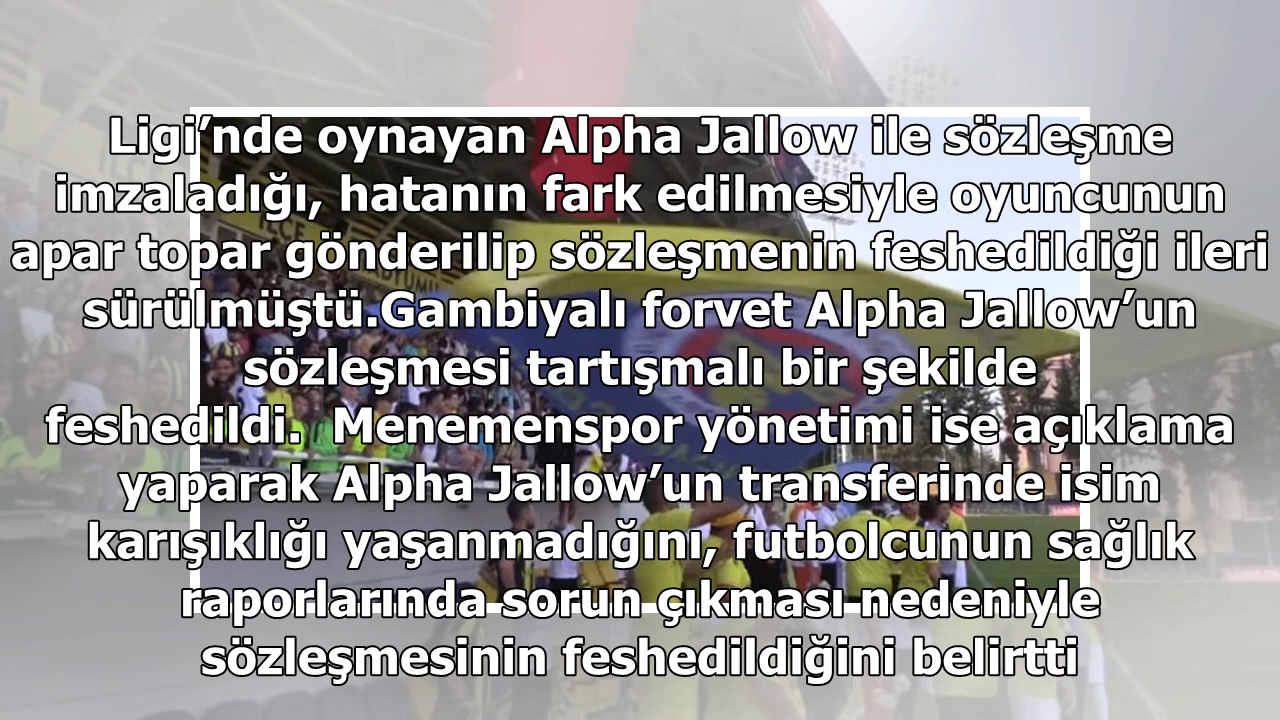 Ligi’nde oynayan Alpha Jallow ile sözleşme
imzaladığı, hatanın fark edilmesiyle oyuncunun
apar topar gönderilip sözleşmenin feshedildiği ileri
sürülmüştü.Gambiyalı forvet Alpha Jallow’un
sözleşmesi tartışmalı bir şekilde
feshedildi.  Menemenspor yönetimi ise açıklama
yaparak Alpha Jallow’un transferinde isim
karışıklığı yaşanmadığını, futbolcunun sağlık
raporlarında sorun çıkması nedeniyle
sözleşmesinin feshedildiğini belirtti